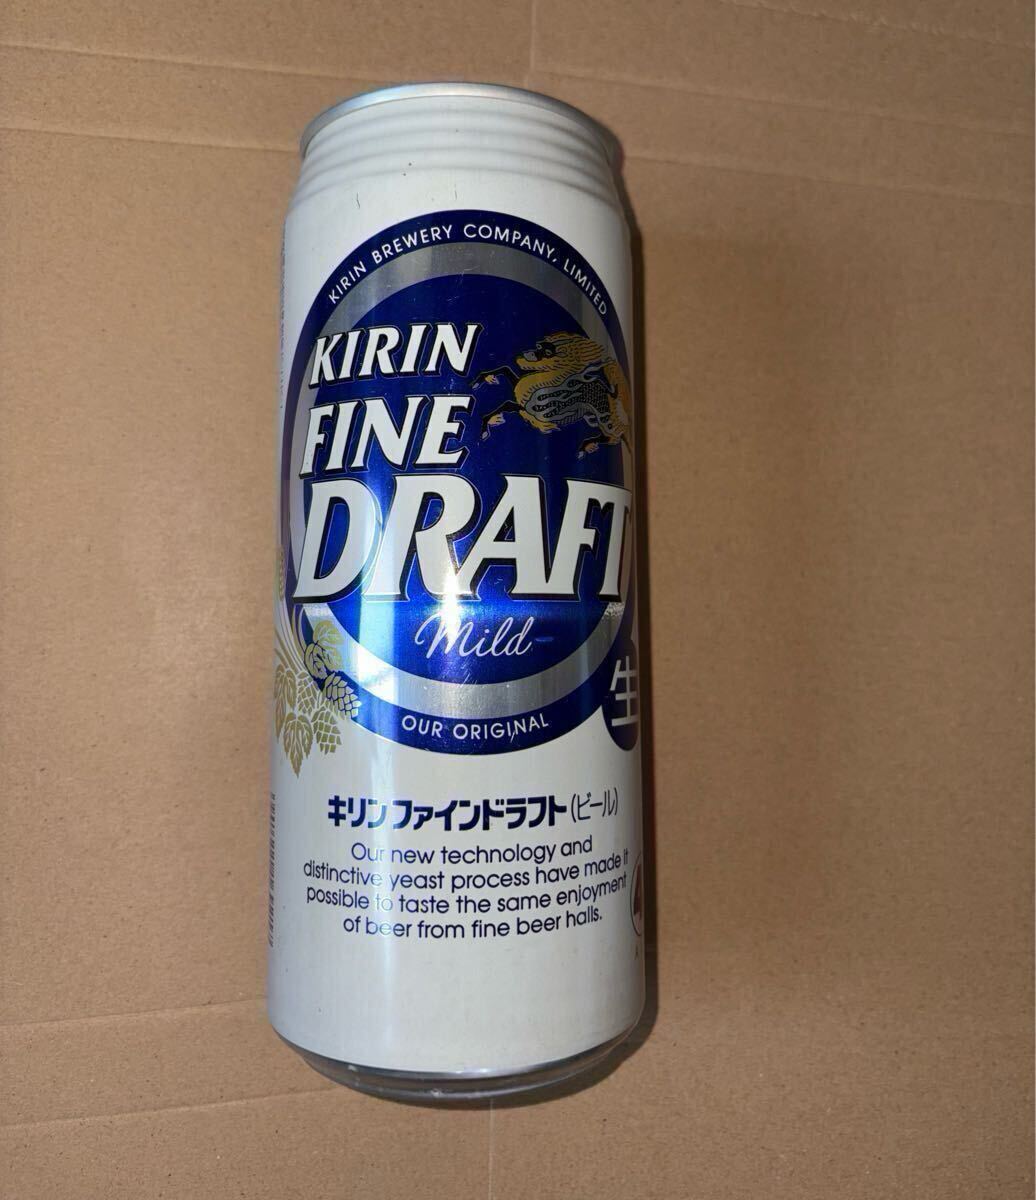 KIRIN BREWERY COMPANY, LIMITED
KIRIN
FINE
DRAFT
Mild
OUR ORIGINAL
生
キリンファインドラフト(ビール)
Our new technology and
distinctive yeast process have made it
possible to taste the same enjoyment
of beer from fine beer halls.